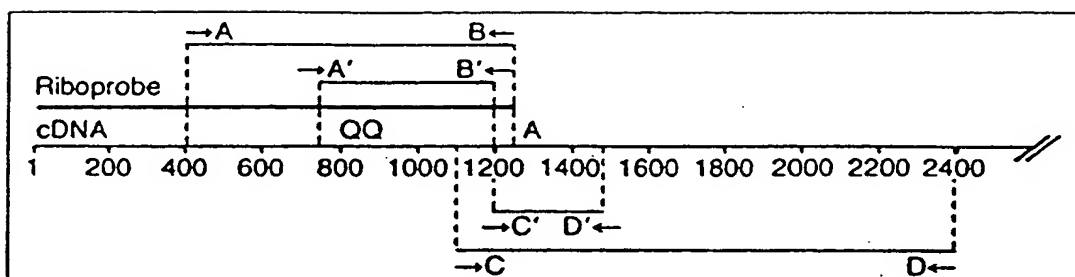 →A B←
→A' B'←
Riboprobe
cDNA QQ A
1 200 400 600 800 1000 1200 1400 1600 1800 2000 2200 2400
→C' D'←
→C D←